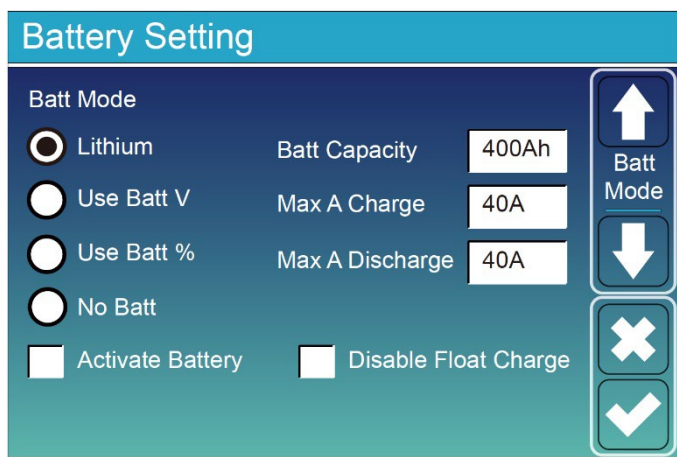 Battery Setting
Batt Mode
Lithium
Batt Capacity 400Ah
Use Batt V
Max A Charge 40A
Use Batt %
Max A Discharge 40A
No Batt
Activate Battery
Disable Float Charge
Batt
Mode